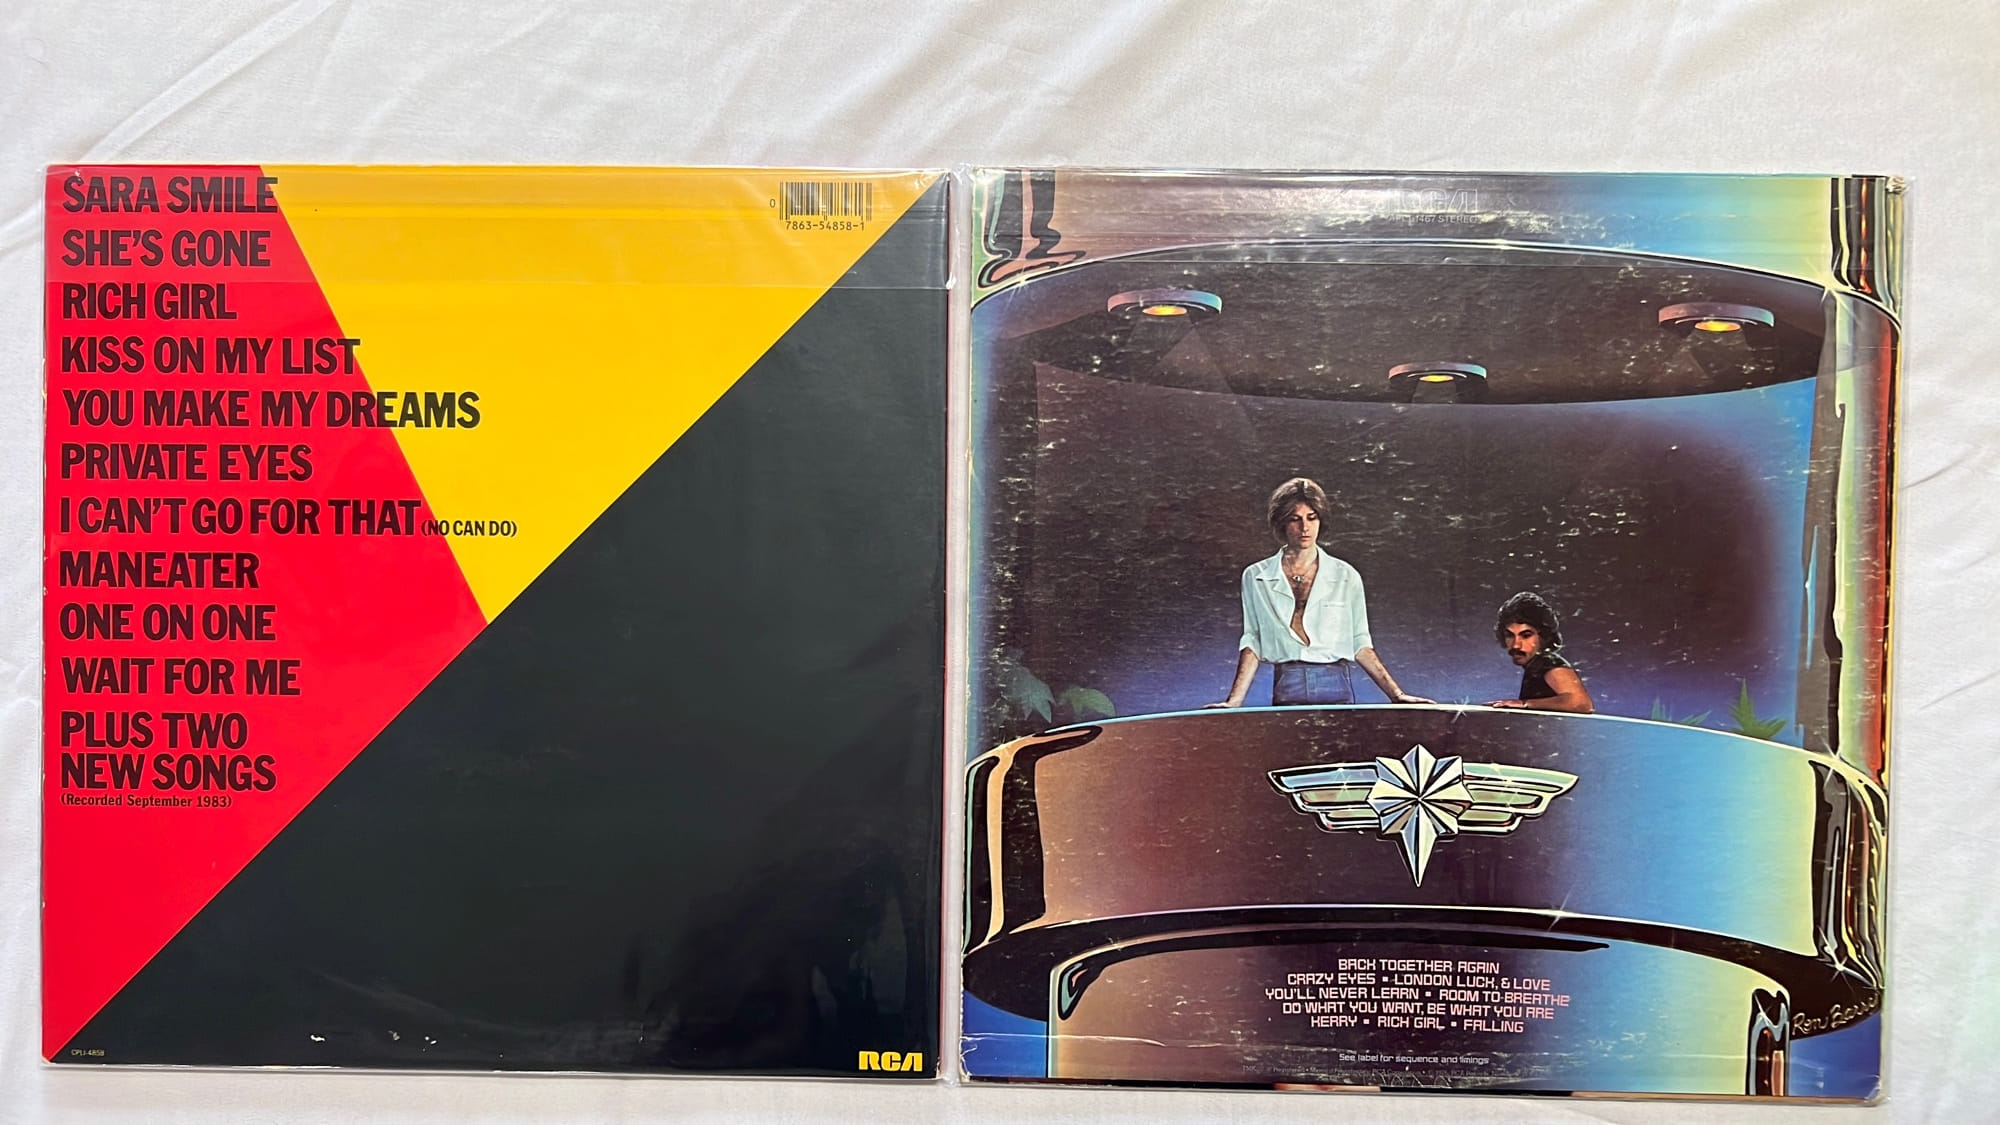 SARA SMILE
SHE'S GONE
RICH GIRL
KISS ON MY LIST
YOU MAKE MY DREAMS
PRIVATE EYES
I CAN'T GO FOR THAT (NO CAN DO)
MANEATER
ONE ON ONE
WAIT FOR ME
PLUS TWO
NEW SONGS
(Recorded September 1983)
0
7863-54858-1
CPL1-4858
RCA
RCA
1467 STEREO
BACK TOGETHER AGAIN
CRAZY EYES • LONDON LUCK, & LOVE
YOU'LL NEVER LEARN • ROOM TO BREATHE
DO WHAT YOU WANT, BE WHAT YOU ARE
KERRY • RICH GIRL • FALLING
See label for sequence and timings
Ron